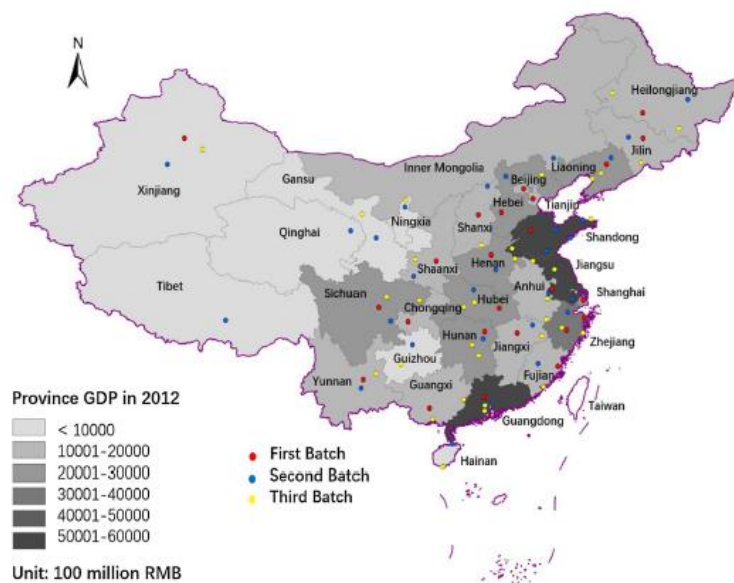 N
Heilongjiang
Jilin
Inner Mongolia
Liaoning
Beijing
Gansu
Xinjiang
Hebei
Tianjin
Ningxia
Shanxi
Qinghai
Shandong
Shaanxi
Henan
Jiangsu
Tibet
Anhui
Sichuan
Shanghai
Chongqing
Hubei
Hunan
Jiangxi
Zhejiang
Guizhou
Fujian
Yunnan
Guangxi
Taiwan
Guangdong
Hainan
Province GDP in 2012
< 10000
10001-20000
20001-30000
30001-40000
40001-50000
50001-60000
Unit: 100 million RMB
First Batch
Second Batch
Third Batch